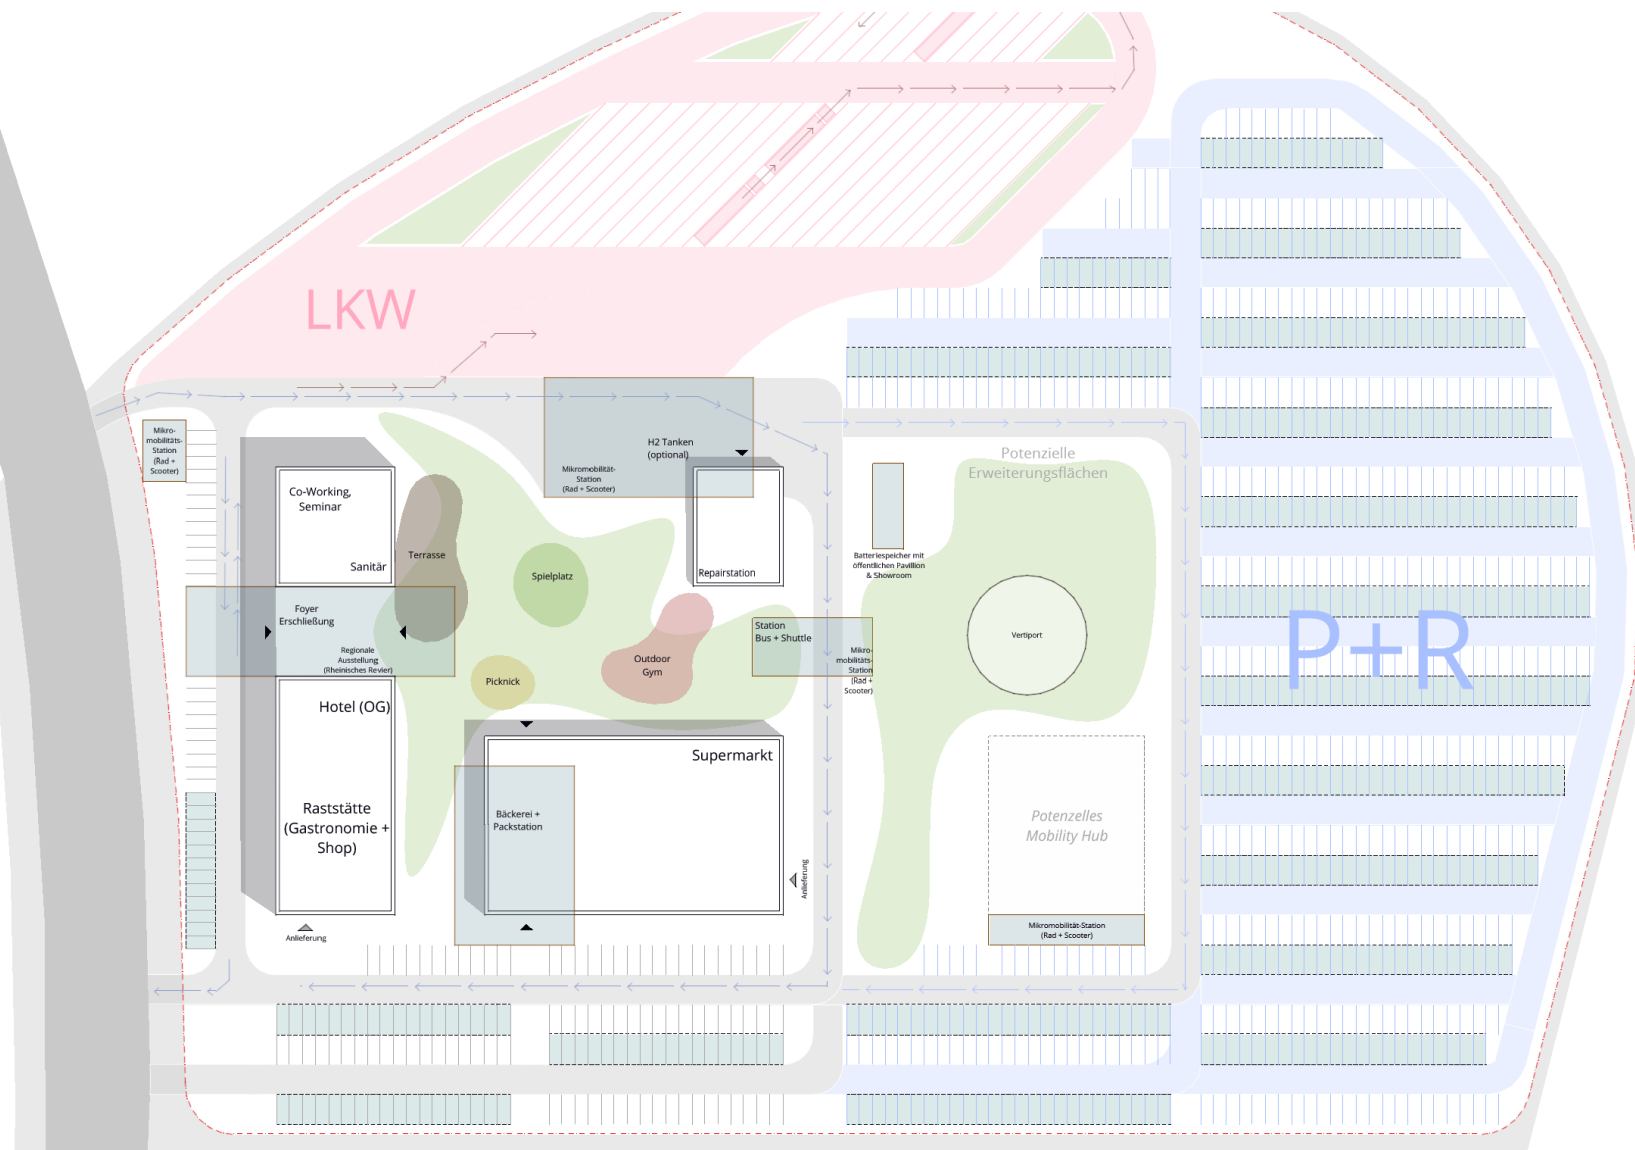 LKW
Mikro-
mobilitäts-
Station
(Rad +
Scooter)
Co-Working,
Seminar
Sanitär
Terrasse
Spielplatz
H2 Tanken
(optional)
Mikromobilität-
Station
(Rad + Scooter)
Repairstation
Potenzielle
Erweiterungsflächen
Batteriespeicher mit
öffentlichen Pavillion
& Showroom
Foyer
Erschließung
Regionale
Ausstellung
(Rheinisches Revier)
Picknick
Outdoor
Gym
Station
Bus + Shuttle
Mikro-
mobilitäts-
Station
(Rad +
Scooter)
Vertiport
P+R
Hotel (OG)
Raststätte
(Gastronomie +
Shop)
Supermarkt
Bäckerei +
Packstation
Anlieferung
Potenzelles
Mobility Hub
Mikromobilität-Station
(Rad + Scooter)
Anlieferung